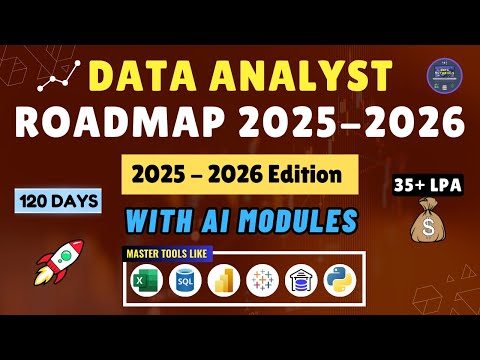 DATA ANALYST
ROADMAP 2025–2026
2025 – 2026 Edition
120 DAYS
35+ LPA
WITH AI MODULES
$
MASTER TOOLS LIKE
X
SQL